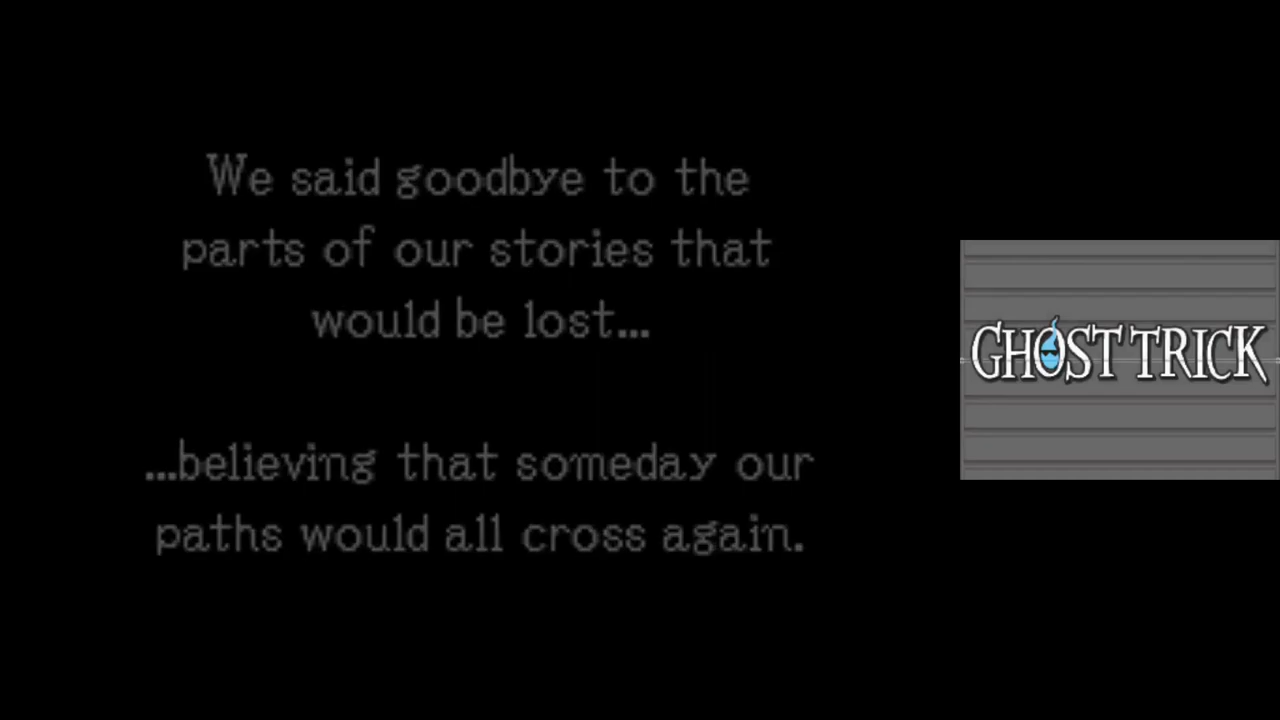 We said goodbye to the
parts of our stories that
would be lost...
...believing that someday our
paths would all cross again.
GHOST TRICK